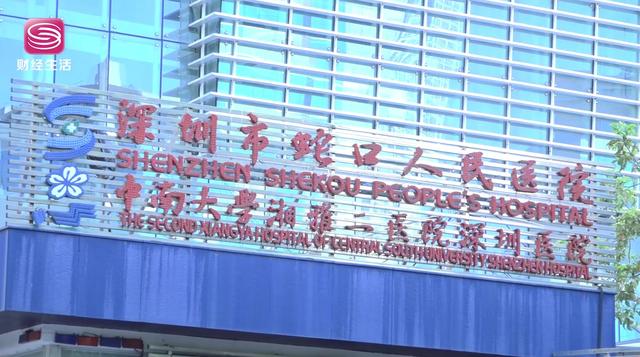 财经生活
深圳市蛇口人民医院
SHENZHEN SHEKOU PEOPLE'S HOSPITAL
中南大學湘雅二医院深圳医院
THE SECOND XIANGYA HOSPITAL OF CENTRAL SOUTH UNIVERSITY SHENZHEN HOSPITAL